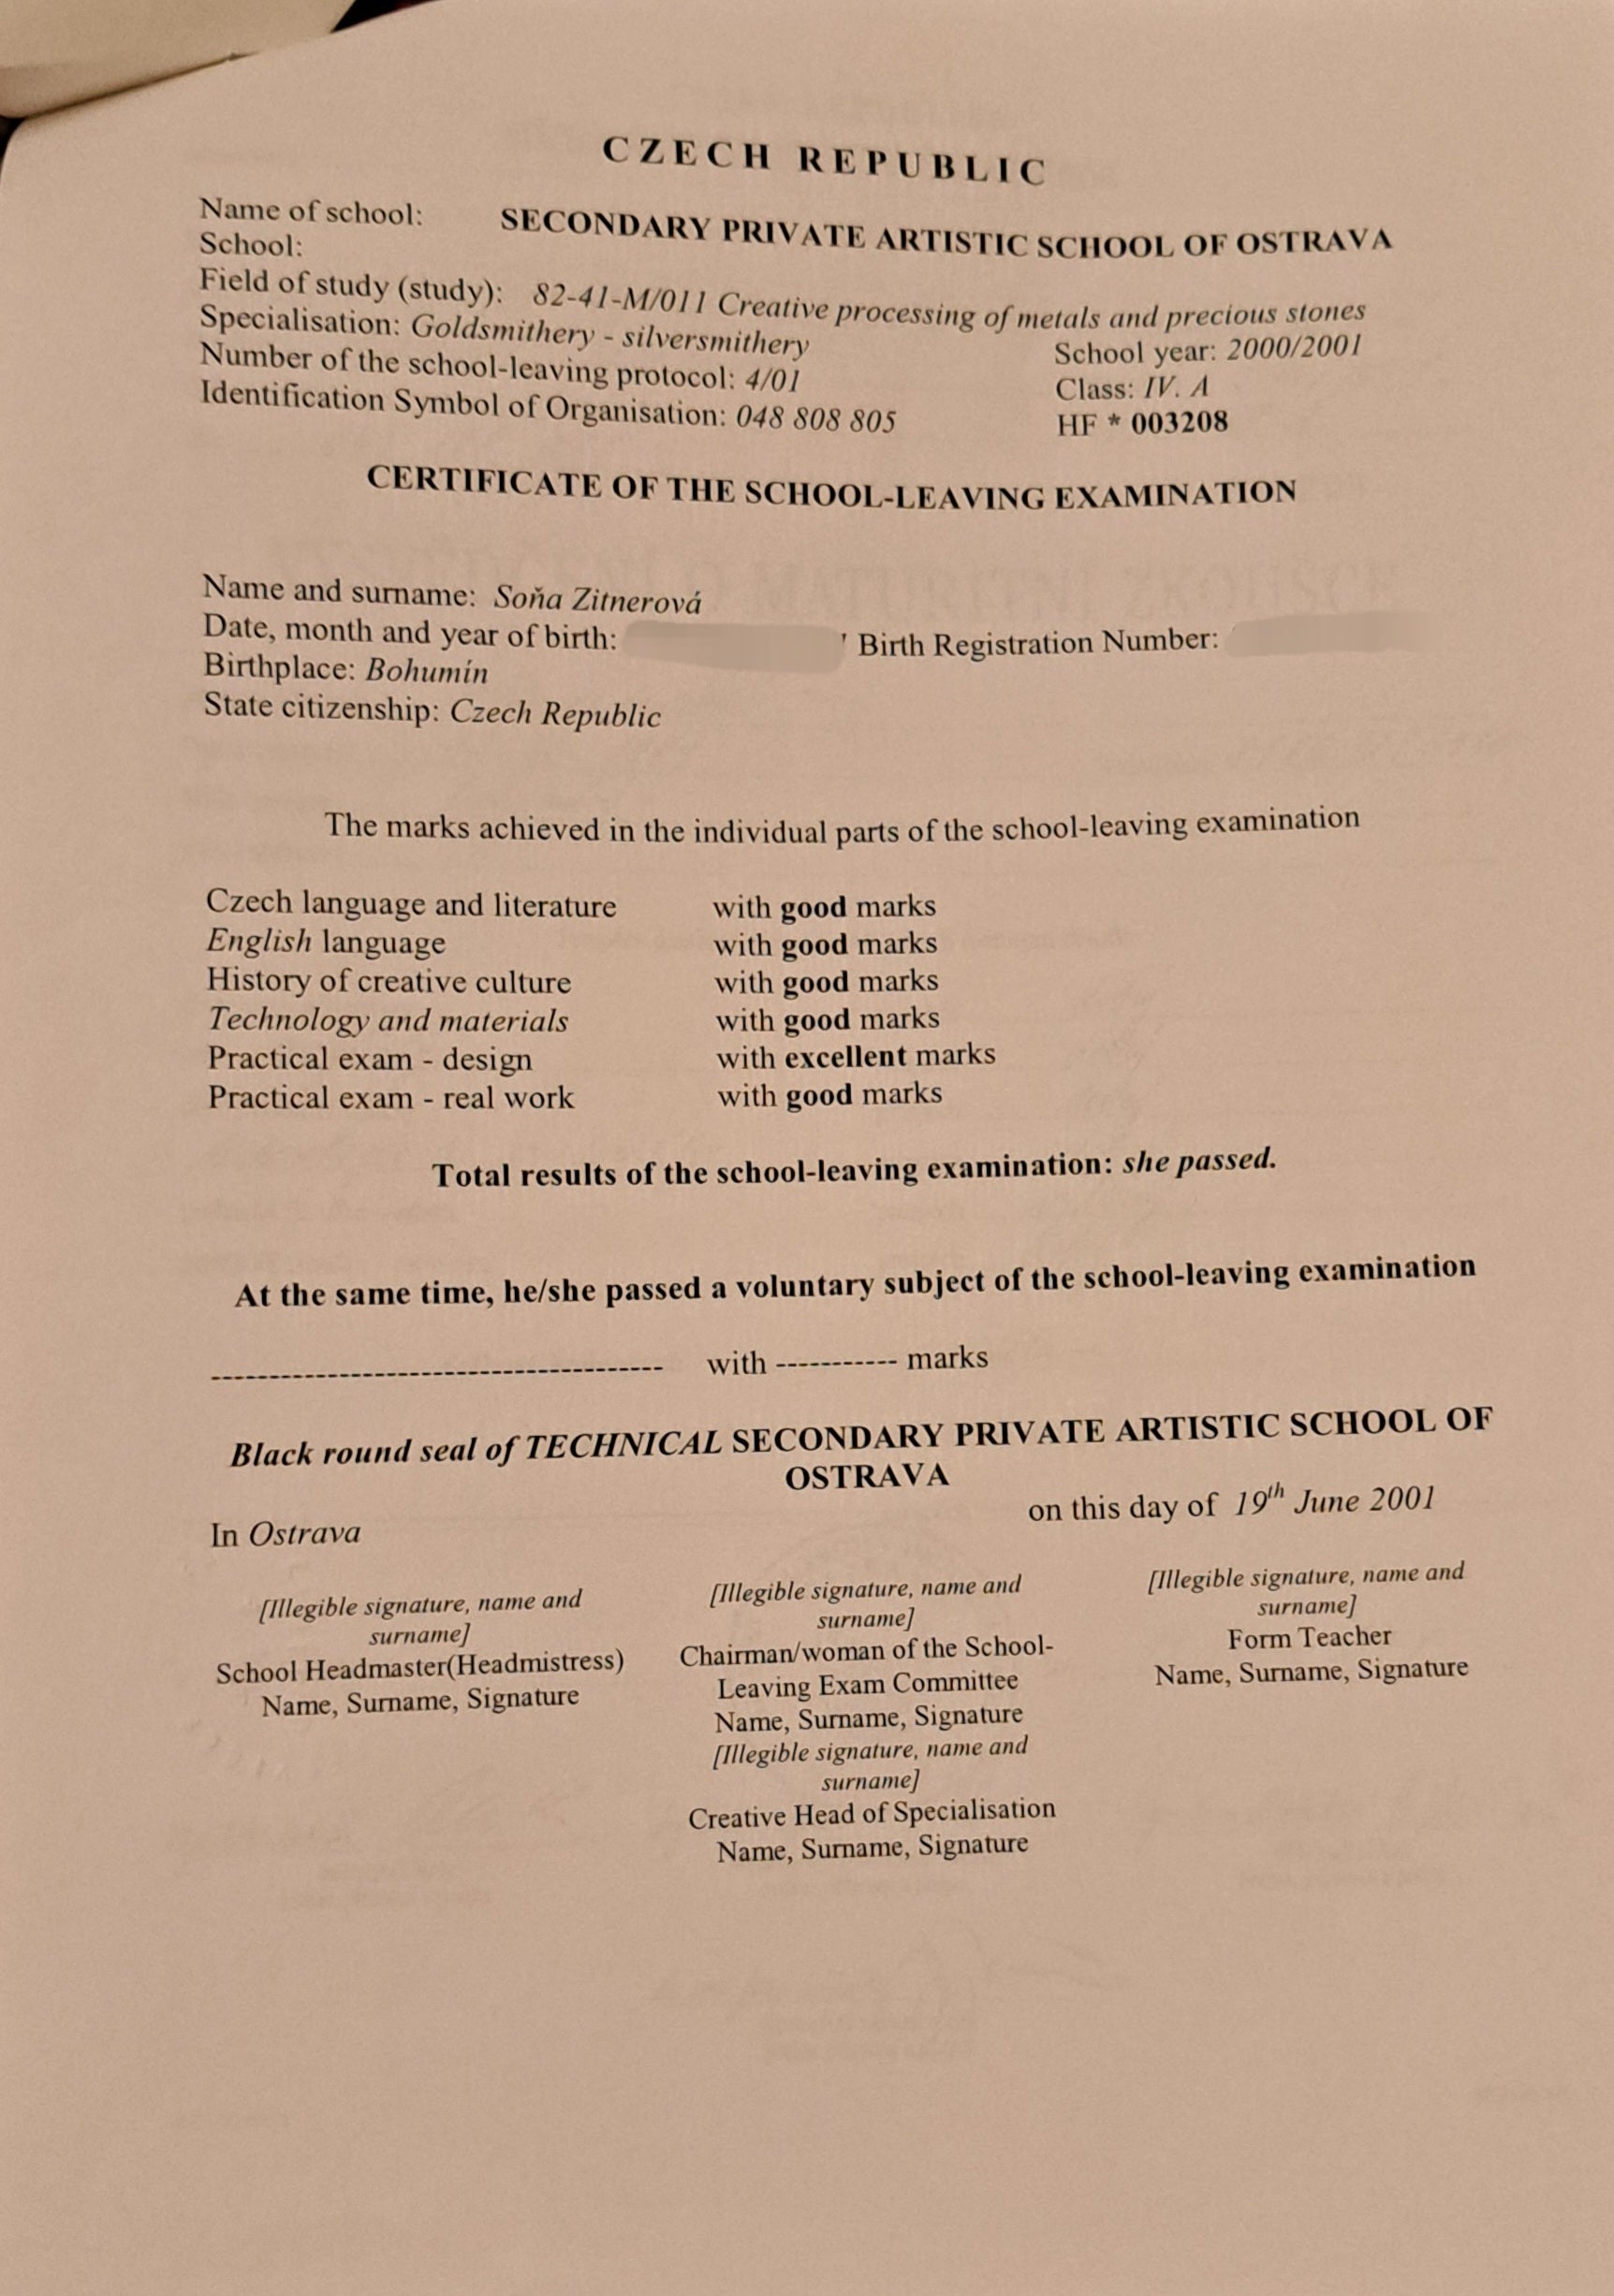 CZECH REPUBLIC
Name of school: SECONDARY PRIVATE ARTISTIC SCHOOL OF OSTRAVA
School:
Field of study (study): 82-41-M/011 Creative processing of metals and precious stones
Specialisation: Goldsmithery - silversmithery School year: 2000/2001
Number of the school-leaving protocol: 4/01 Class: IV. A
Identification Symbol of Organisation: 048 808 805 HF * 003208
CERTIFICATE OF THE SCHOOL-LEAVING EXAMINATION
Name and surname: Soňa Zitnerová
Date, month and year of birth: Birth Registration Number:
Birthplace: Bohumín
State citizenship: Czech Republic
The marks achieved in the individual parts of the school-leaving examination
Czech language and literature with good marks
English language with good marks
History of creative culture with good marks
Technology and materials with good marks
Practical exam - design with excellent marks
Practical exam - real work with good marks
Total results of the school-leaving examination: she passed.
At the same time, he/she passed a voluntary subject of the school-leaving examination
--------------------------------------- with ----------- marks
Black round seal of TECHNICAL SECONDARY PRIVATE ARTISTIC SCHOOL OF
OSTRAVA
on this day of 19th June 2001
In Ostrava
[Illegible signature, name and
surname]
School Headmaster(Headmistress)
Name, Surname, Signature
[Illegible signature, name and
surname]
Chairman/woman of the School-
Leaving Exam Committee
Name, Surname, Signature
[Illegible signature, name and
surname]
Creative Head of Specialisation
Name, Surname, Signature
[Illegible signature, name and
surname]
Form Teacher
Name, Surname, Signature